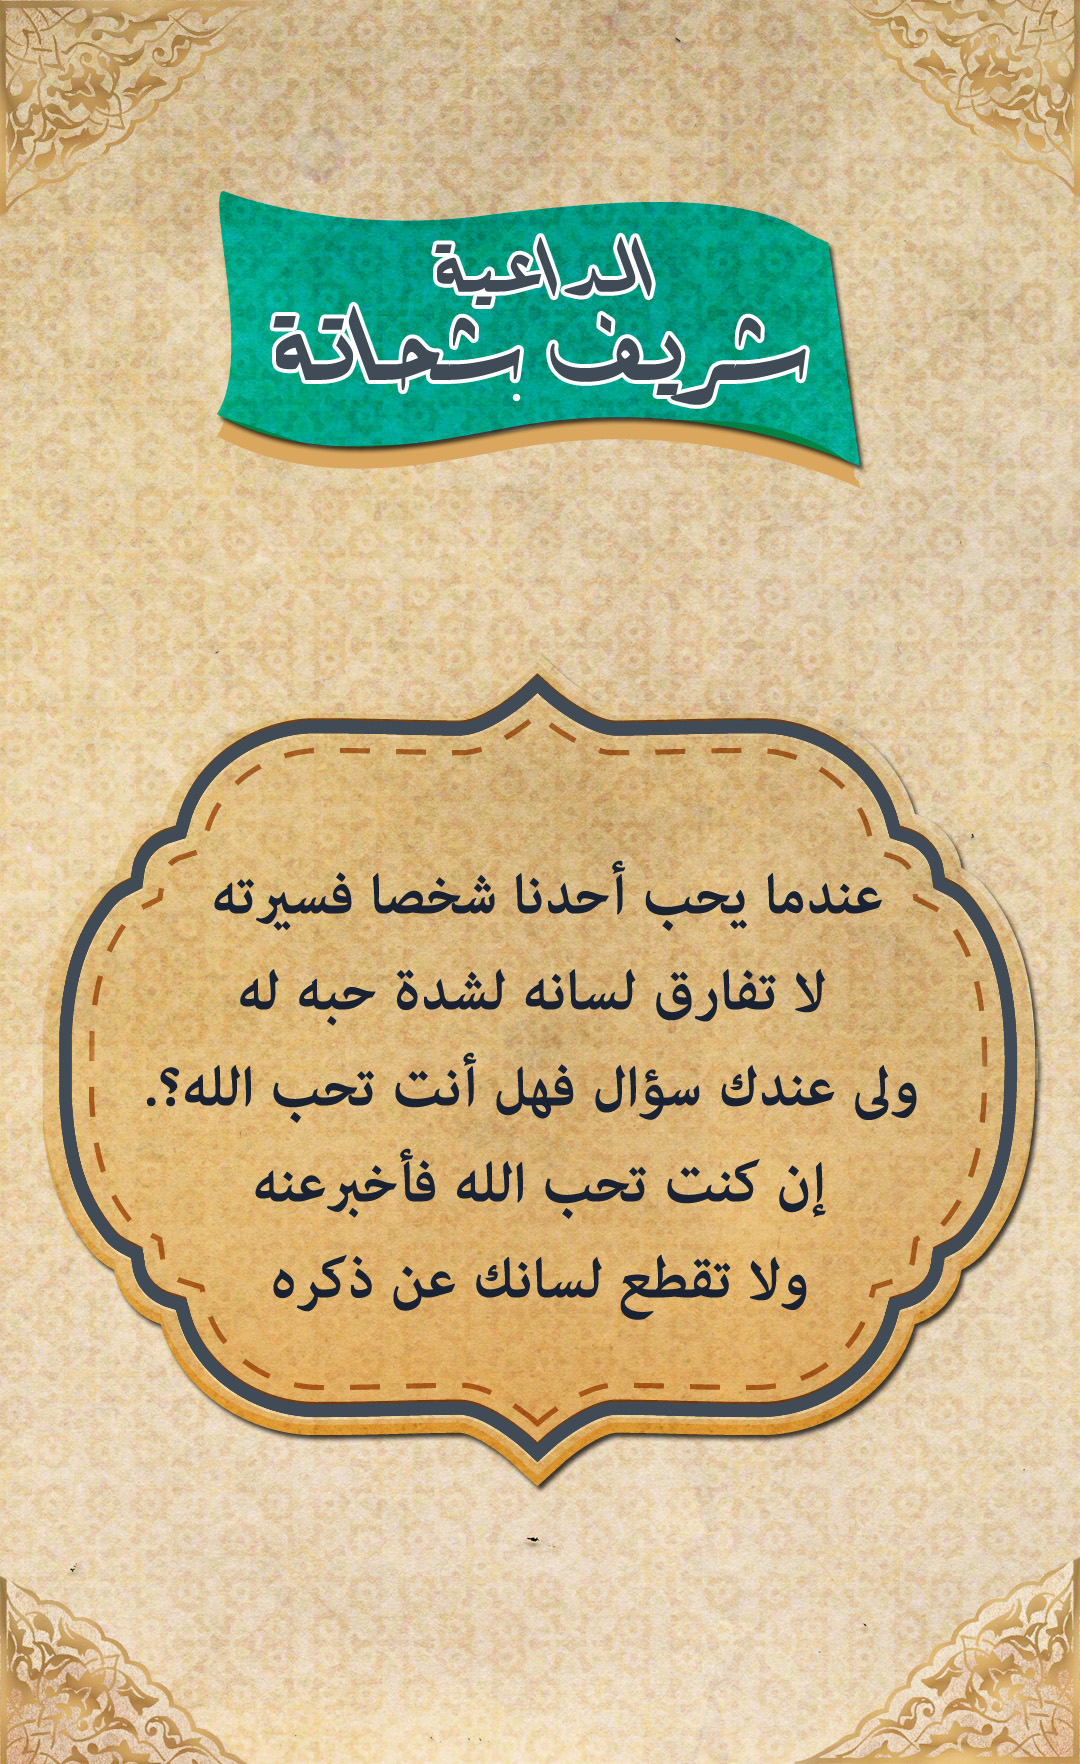 الداعية
شريف شحاتة
عندما يحب أحدنا شخصا فسيرته
لا تفارق لسانه لشدة حبه له
ولى عندك سؤال فهل أنت تحب الله؟.
إن كنت تحب الله فأخبرعنه
ولا تقطع لسانك عن ذكره